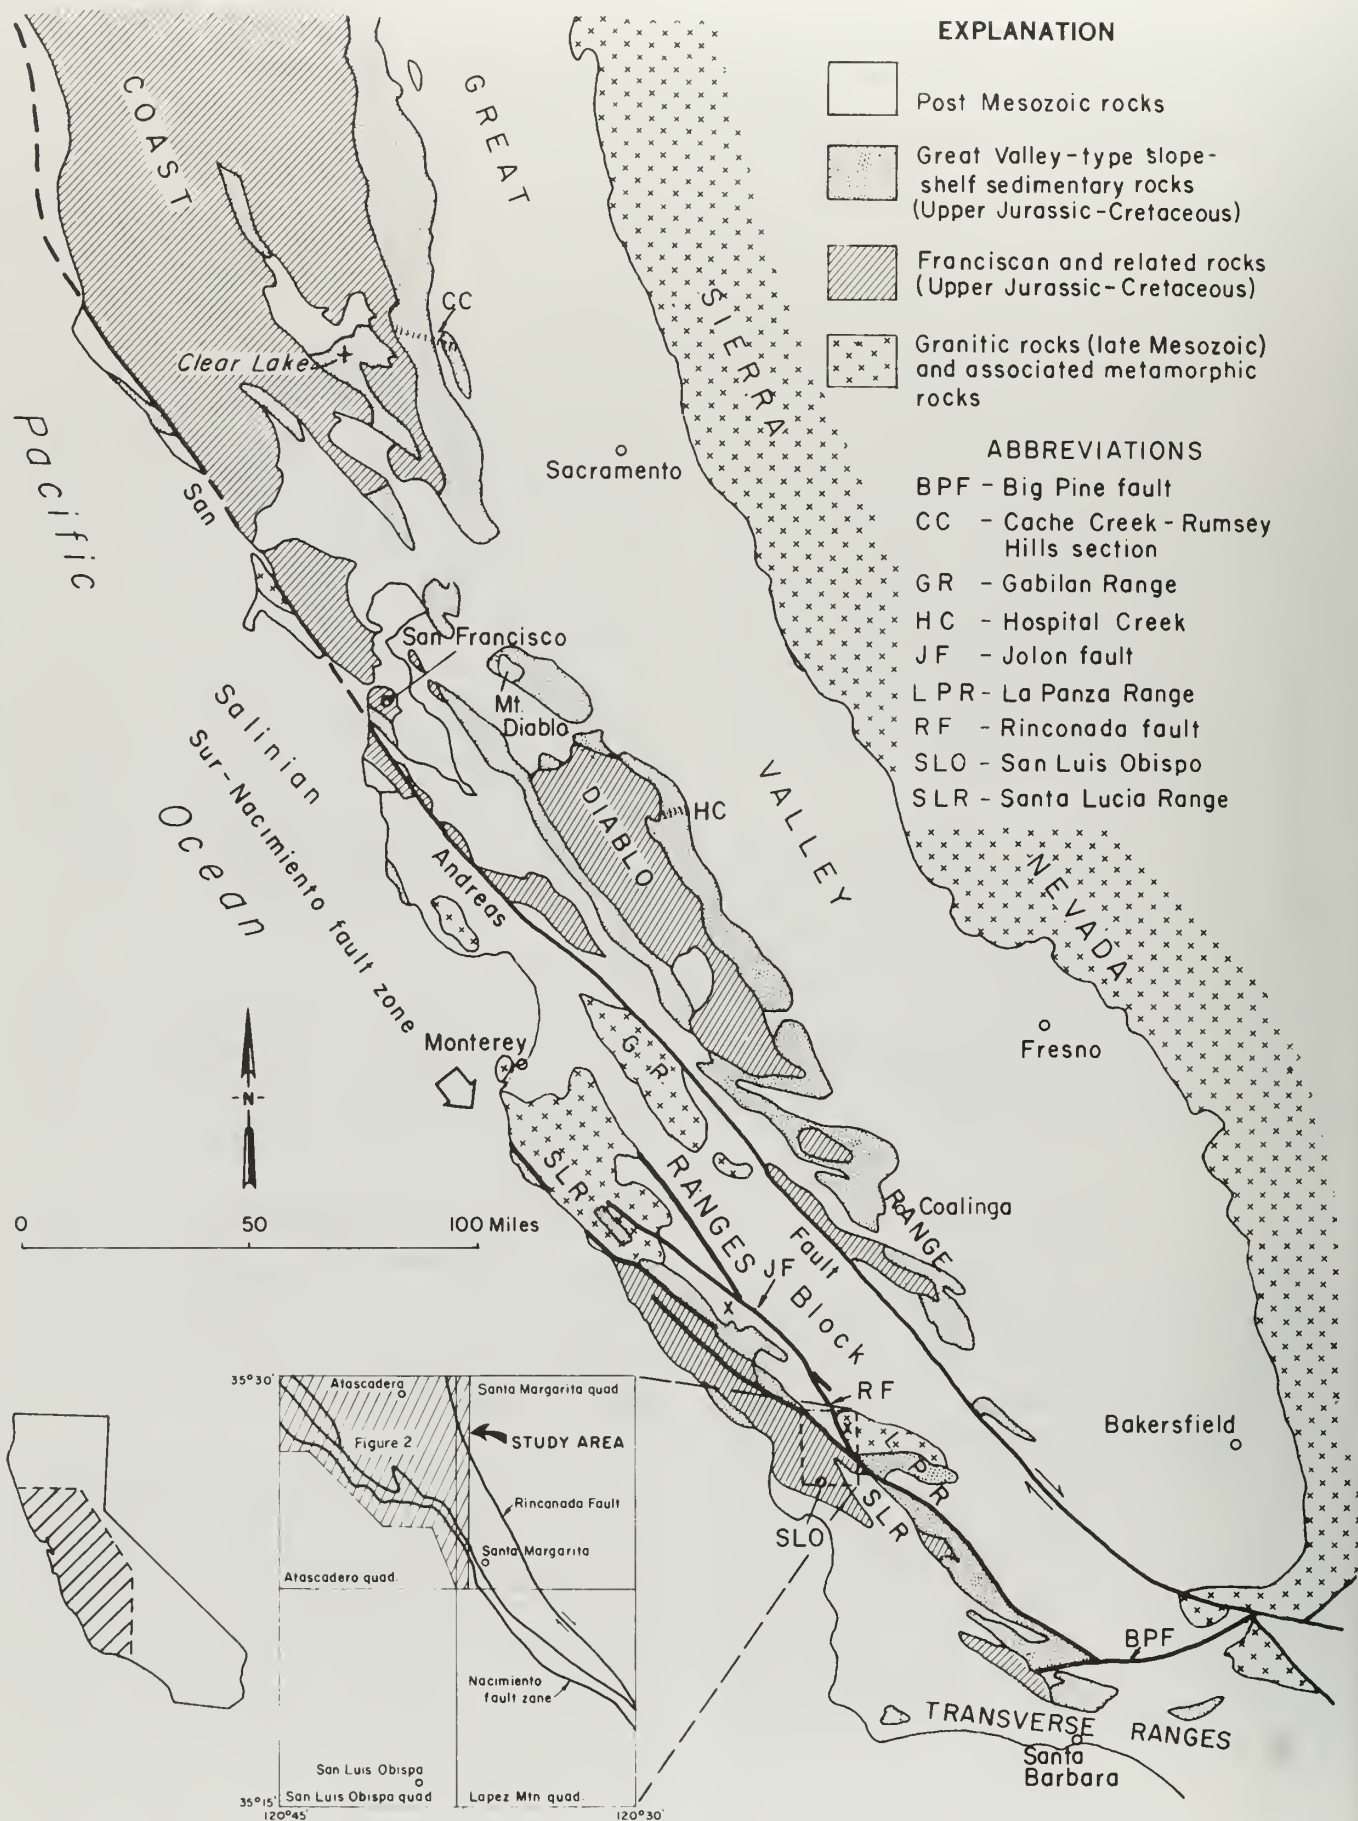 EXPLANATION
Post Mesozoic rocks
Great Valley-type slope-
shelf sedimentary rocks
(Upper Jurassic-Cretaceous)
Franciscan and related rocks
(Upper Jurassic-Cretaceous)
Granitic rocks (late Mesozoic)
and associated metamorphic
rocks
ABBREVIATIONS
BPF - Big Pine fault
CC - Cache Creek - Rumsey
Hills section
GR - Gabilan Range
HC - Hospital Creek
JF - Jolon fault
LPR - La Panza Range
RF - Rinconada fault
SLO - San Luis Obispo
SLR - Santa Lucia Range
COAST
GREAT
SIERRA
CC
Clear Lake
Pacific
Sacramento
San
San Francisco
Mt.
Diablo
Salinian
Sur-Nacimiento fault zone
Ocean
DIABLO
HC
VALLEY
NEVADA
Andreas
-N-
Monterey
GR
Fresno
SLR
RANGES
RANGE
Coalinga
0 50 100 Miles
Fault
JF
Block
RF
LPR
Bakersfield
SLR
SLO
BPF
TRANSVERSE RANGES
Santa
Barbara
35°30'
Atascadero
Santa Margarita quad
Figure 2
STUDY AREA
Rinconada Fault
Santa Margarita
Atascadero quad.
Nacimiento
fault zone
San Luis Obispo
35°15'
San Luis Obispo quad
Lopez Mtn quad.
120°45'
120°30'